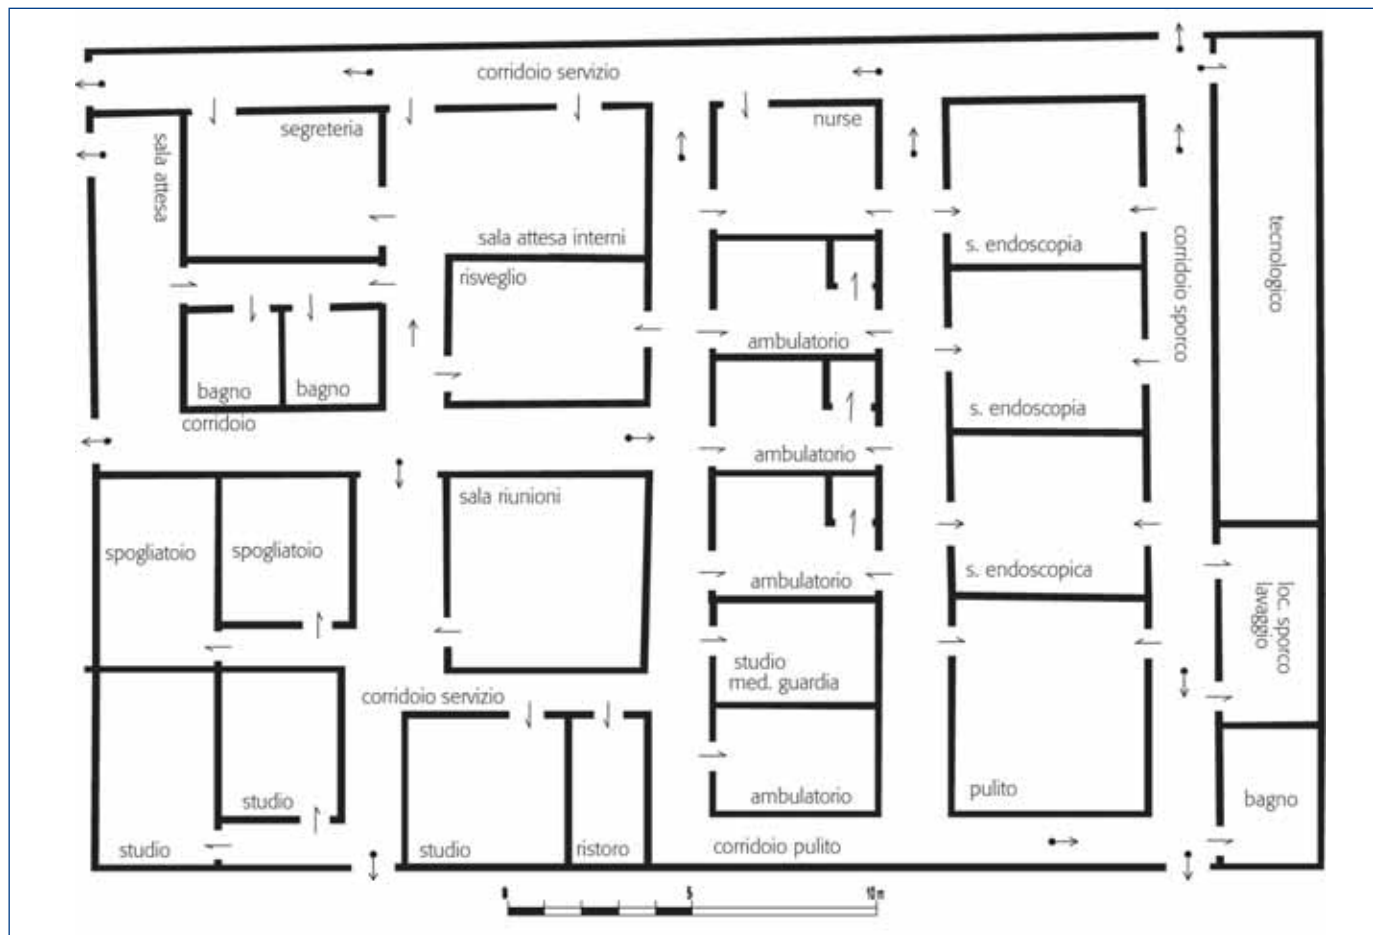 corridoio servizio
segreteria
nurse
sala attesa
sala attesa interni
s. endoscopia
corridoio sporco
tecnologico
risveglio
ambulatorio
bagno
bagno
s. endoscopia
corridoio
ambulatorio
sala riunioni
spogliatoio
spogliatoio
s. endoscopica
ambulatorio
loc. sporco
lavaggio
studio
med. guardia
corridoio servizio
studio
ambulatorio
pulito
bagno
studio
studio
ristoro
corridoio pulito
0 5 10 m